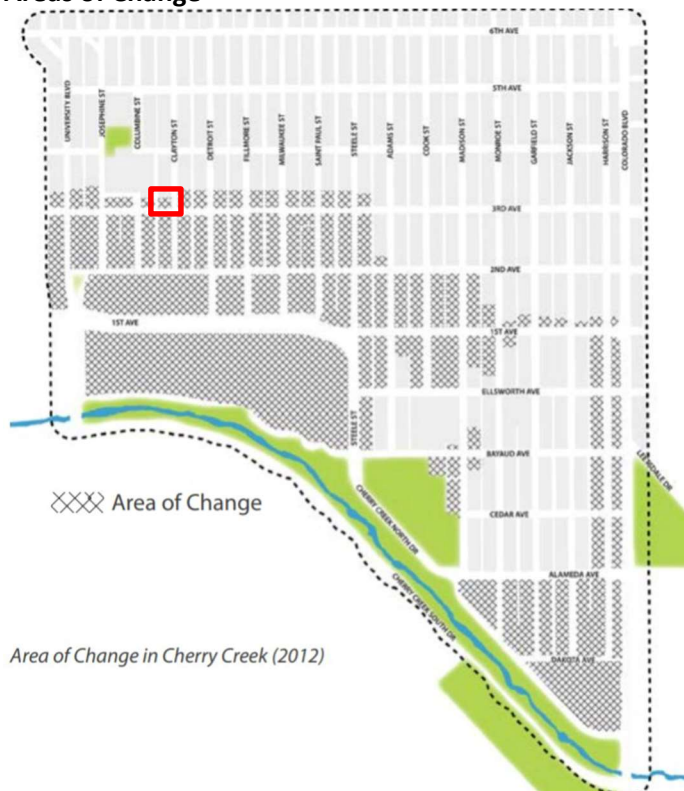 Areas of Change
6TH AVE
5TH AVE
UNIVERSITY BLVD
JOSEPHINE ST
COLUMBINE ST
CLAYTON ST
DETROIT ST
FILLMORE ST
MILWAUKEE ST
SAINT PAUL ST
STEELE ST
ADAMS ST
COOK ST
MADISON ST
MONROE ST
GARFIELD ST
JACKSON ST
HARRISON ST
COLORADO BLVD
3RD AVE
2ND AVE
1ST AVE
1ST AVE
ELLSWORTH AVE
STEELE ST
BAYAUD AVE
LEETSDALE DR
Area of Change
CHERRY CREEK NORTH DR
CEDAR AVE
ALAMEDA AVE
CHERRY CREEK SOUTH DR
Area of Change in Cherry Creek (2012)
DAKOTA AVE